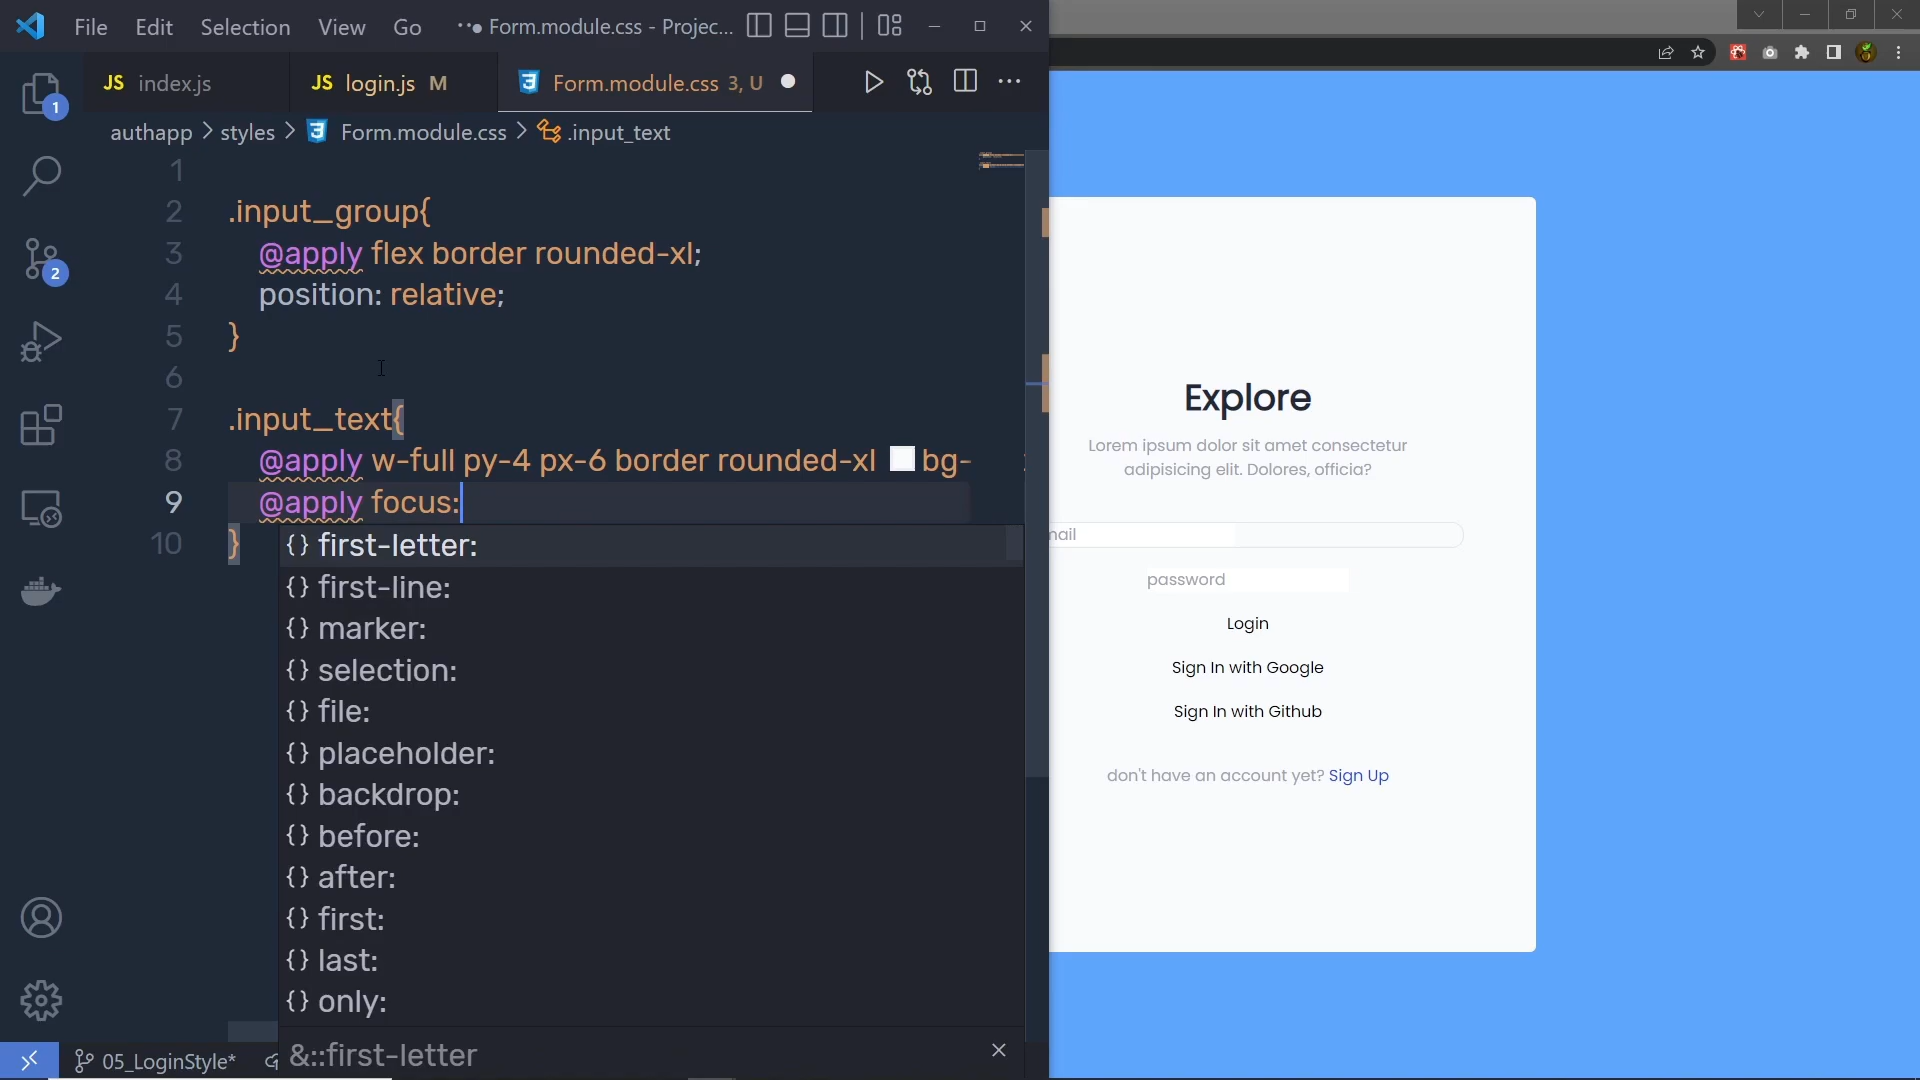 File Edit Selection View Go ··● Form.module.css - Projec...
JS index.js
JS login.js M
Form.module.css 3, U
authapp > styles > Form.module.css > .input_text
1
2 .input_group{
3 @apply flex border rounded-xl;
4 position: relative;
5 }
6
7 .input_text{
8 @apply w-full py-4 px-6 border rounded-xl bg-
9 @apply focus:
10 }
{} first-letter:
{} first-line:
{} marker:
{} selection:
{} file:
{} placeholder:
{} backdrop:
{} before:
{} after:
{} first:
{} last:
{} only:
&::first-letter
1
2
05_LoginStyle*
Explore
Lorem ipsum dolor sit amet consectetur
adipisicing elit. Dolores, officia?
mail
password
Login
Sign In with Google
Sign In with Github
don't have an account yet? Sign Up